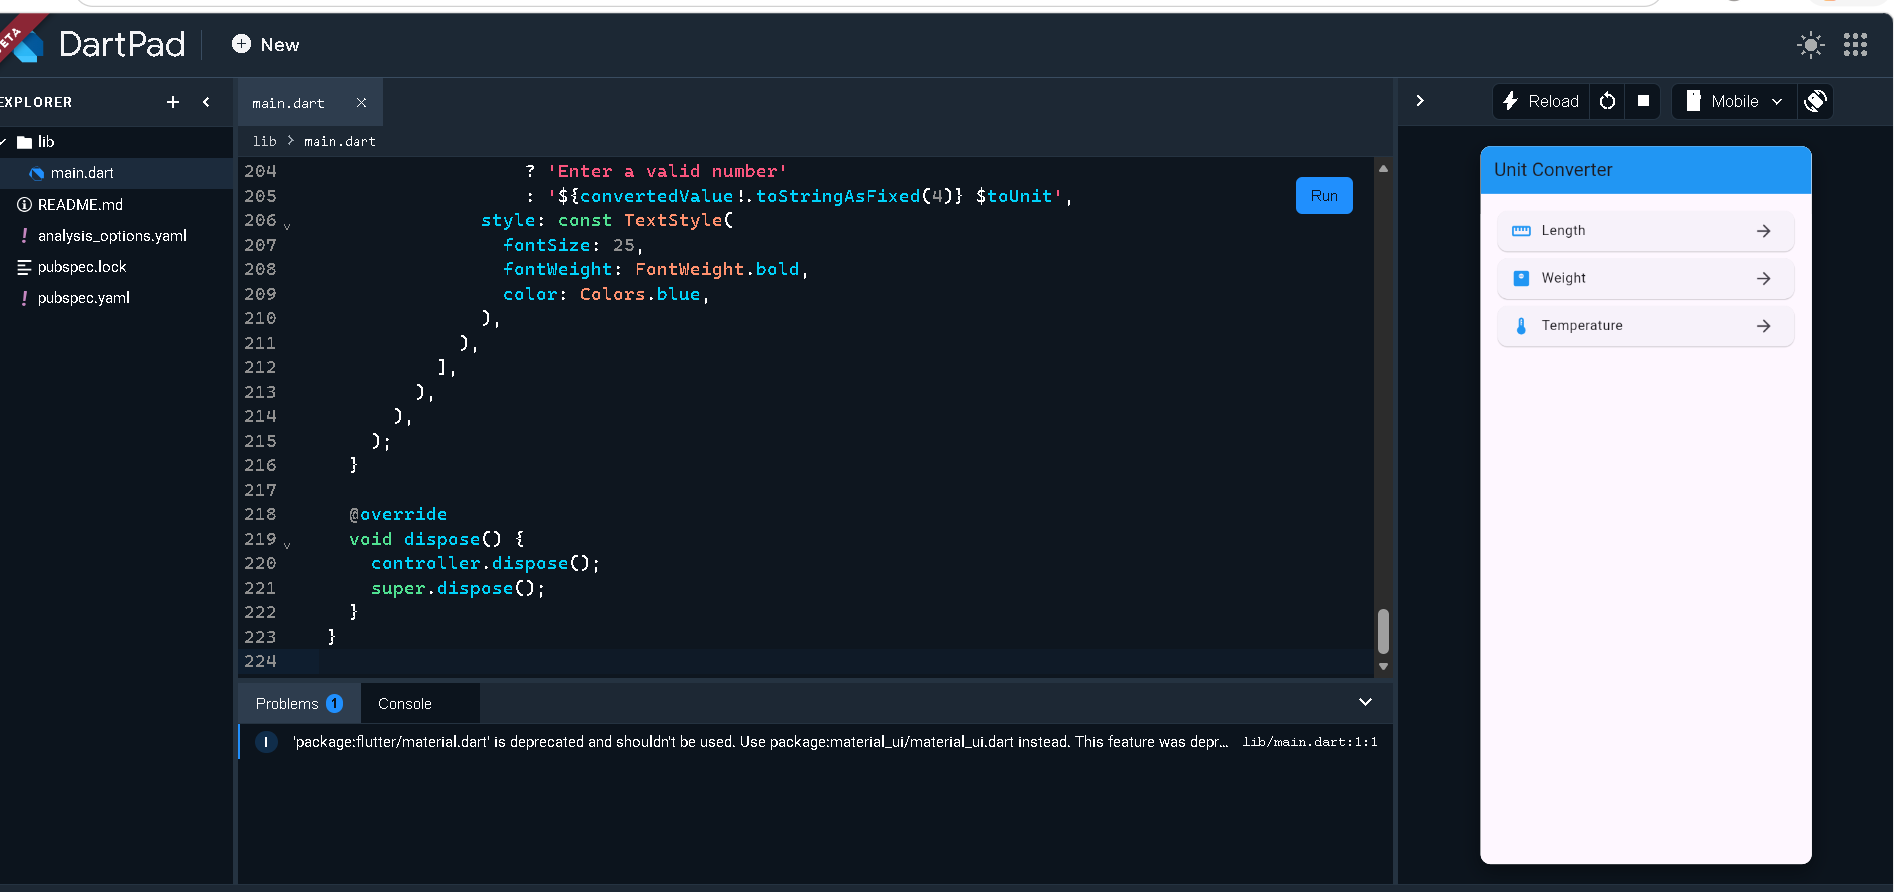 BETA
DartPad
New
EXPLORER
lib
main.dart
README.md
analysis_options.yaml
pubspec.lock
pubspec.yaml
main.dart
lib > main.dart
204 ? 'Enter a valid number'
205 : '${convertedValue!.toStringAsFixed(4)} $toUnit',
206 style: const TextStyle(
207 fontSize: 25,
208 fontWeight: FontWeight.bold,
209 color: Colors.blue,
210 ),
211 ),
212 ],
213 ),
214 ),
215 );
216 }
217
218 @override
219 void dispose() {
220 controller.dispose();
221 super.dispose();
222 }
223 }
224
Run
Problems 1
Console
'package:flutter/material.dart' is deprecated and shouldn't be used. Use package:material_ui/material_ui.dart instead. This feature was depr... lib/main.dart:1:1
Reload
Mobile
Unit Converter
Length
Weight
Temperature